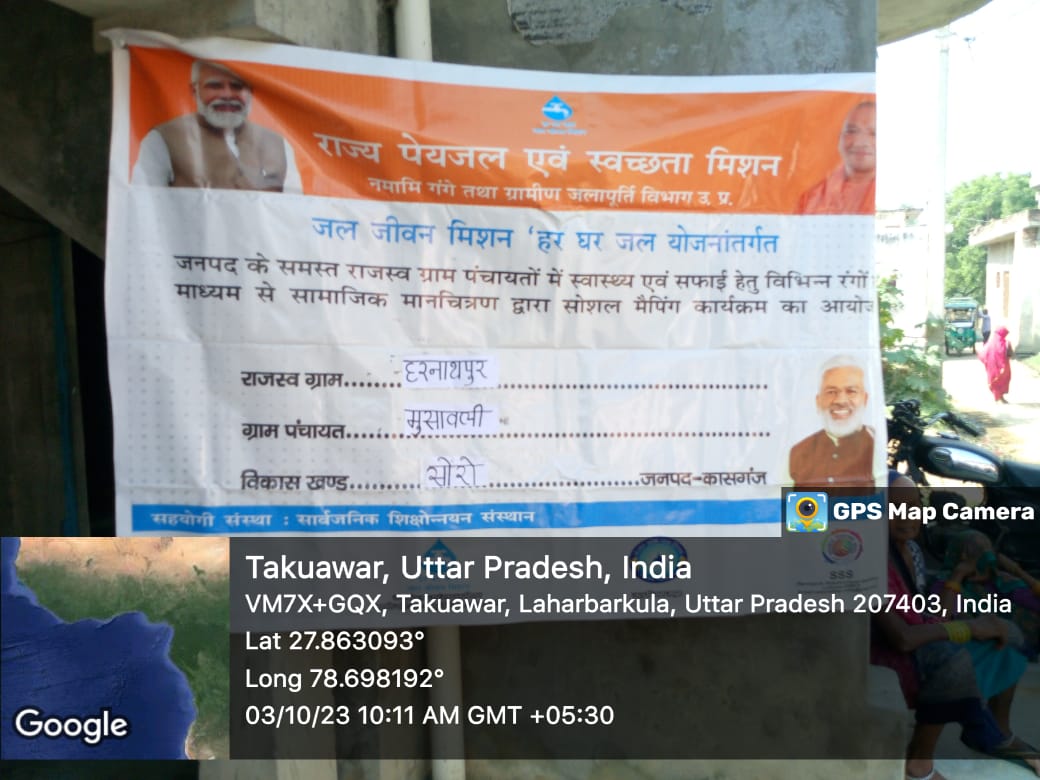 राज्य पेयजल एवं स्वच्छता मिशन
नमामि गंगे तथा ग्रामीण जलापूर्ति विभाग उ. प्र.
जल जीवन मिशन 'हर घर जल योजनांतर्गत
जनपद के समस्त राजस्व ग्राम पंचायतों में स्वास्थ्य एवं सफाई हेतु विभिन्न रंगों
माध्यम से सामाजिक मानचित्रण द्वारा सोशल मैपिंग कार्यक्रम का आयोज
राजस्व ग्राम........हरनाथपुर........................................
ग्राम पंचायत........मुसावली........................................
विकास खण्ड..........सोरो..........................जनपद-कासगंज
सहयोगी संस्था : सार्वजनिक शिक्षोन्नयन संस्थान
SSS
GPS Map Camera
Takuawar, Uttar Pradesh, India
VM7X+GQX, Takuawar, Laharbarkula, Uttar Pradesh 207403, India
Lat 27.863093°
Long 78.698192°
03/10/23 10:11 AM GMT +05:30
Google